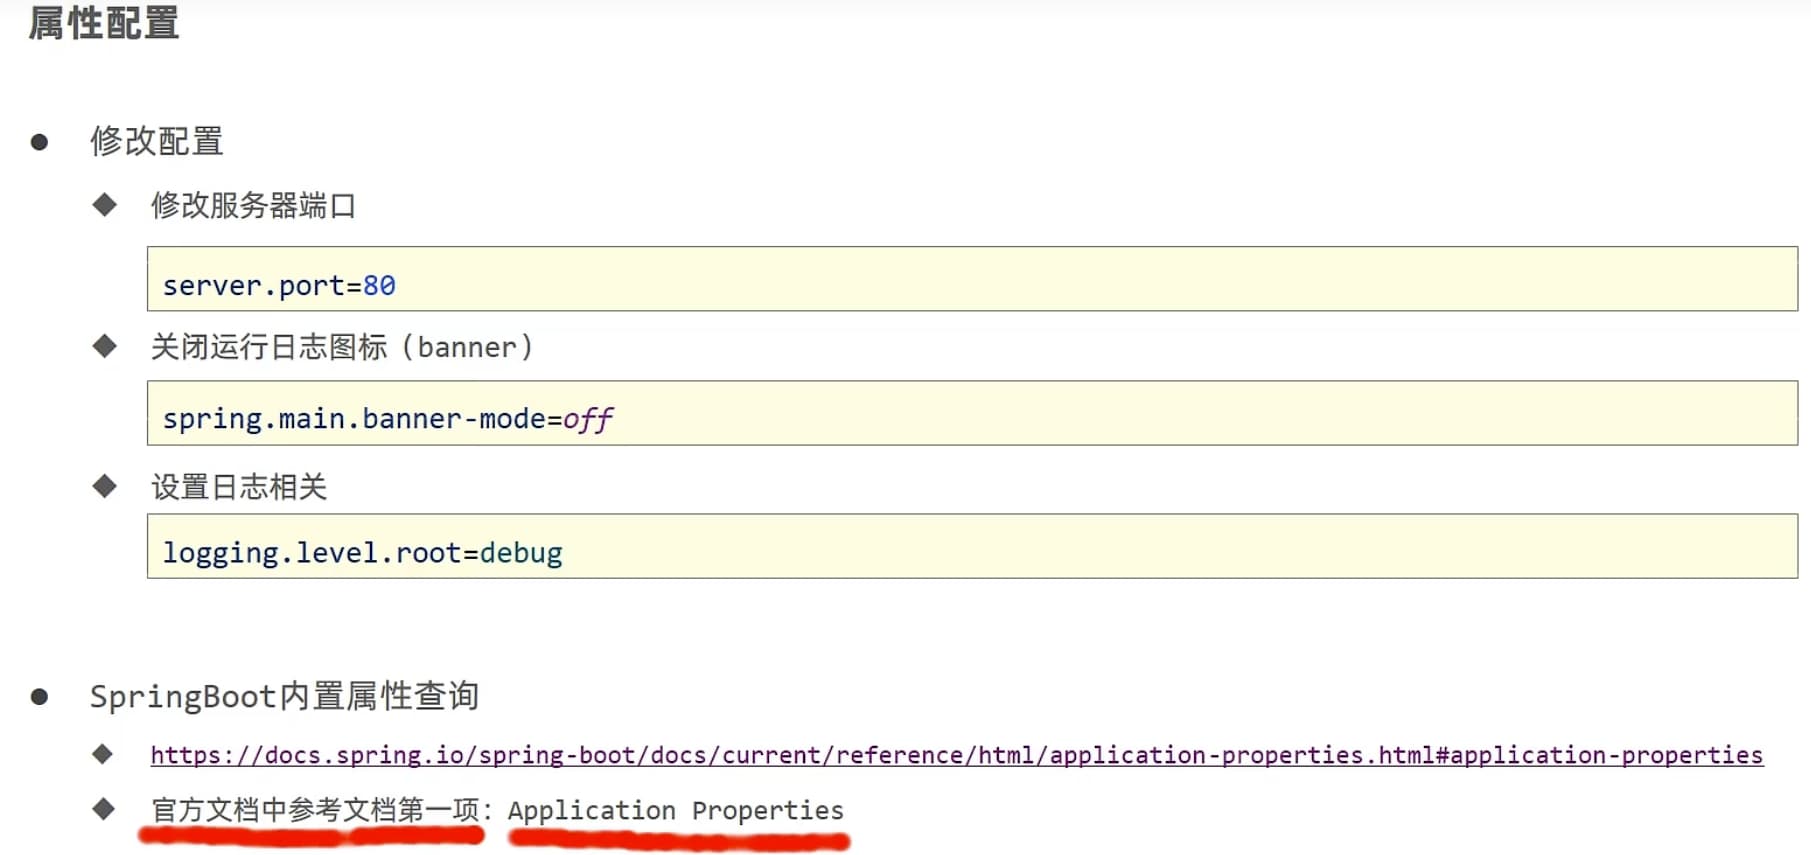 属性配置
修改配置
修改服务器端口
server.port=80
关闭运行日志图标（banner）
spring.main.banner-mode=off
设置日志相关
logging.level.root=debug
SpringBoot内置属性查询
https://docs.spring.io/spring-boot/docs/current/reference/html/application-properties.html#application-properties
官方文档中参考文档第一项：Application Properties